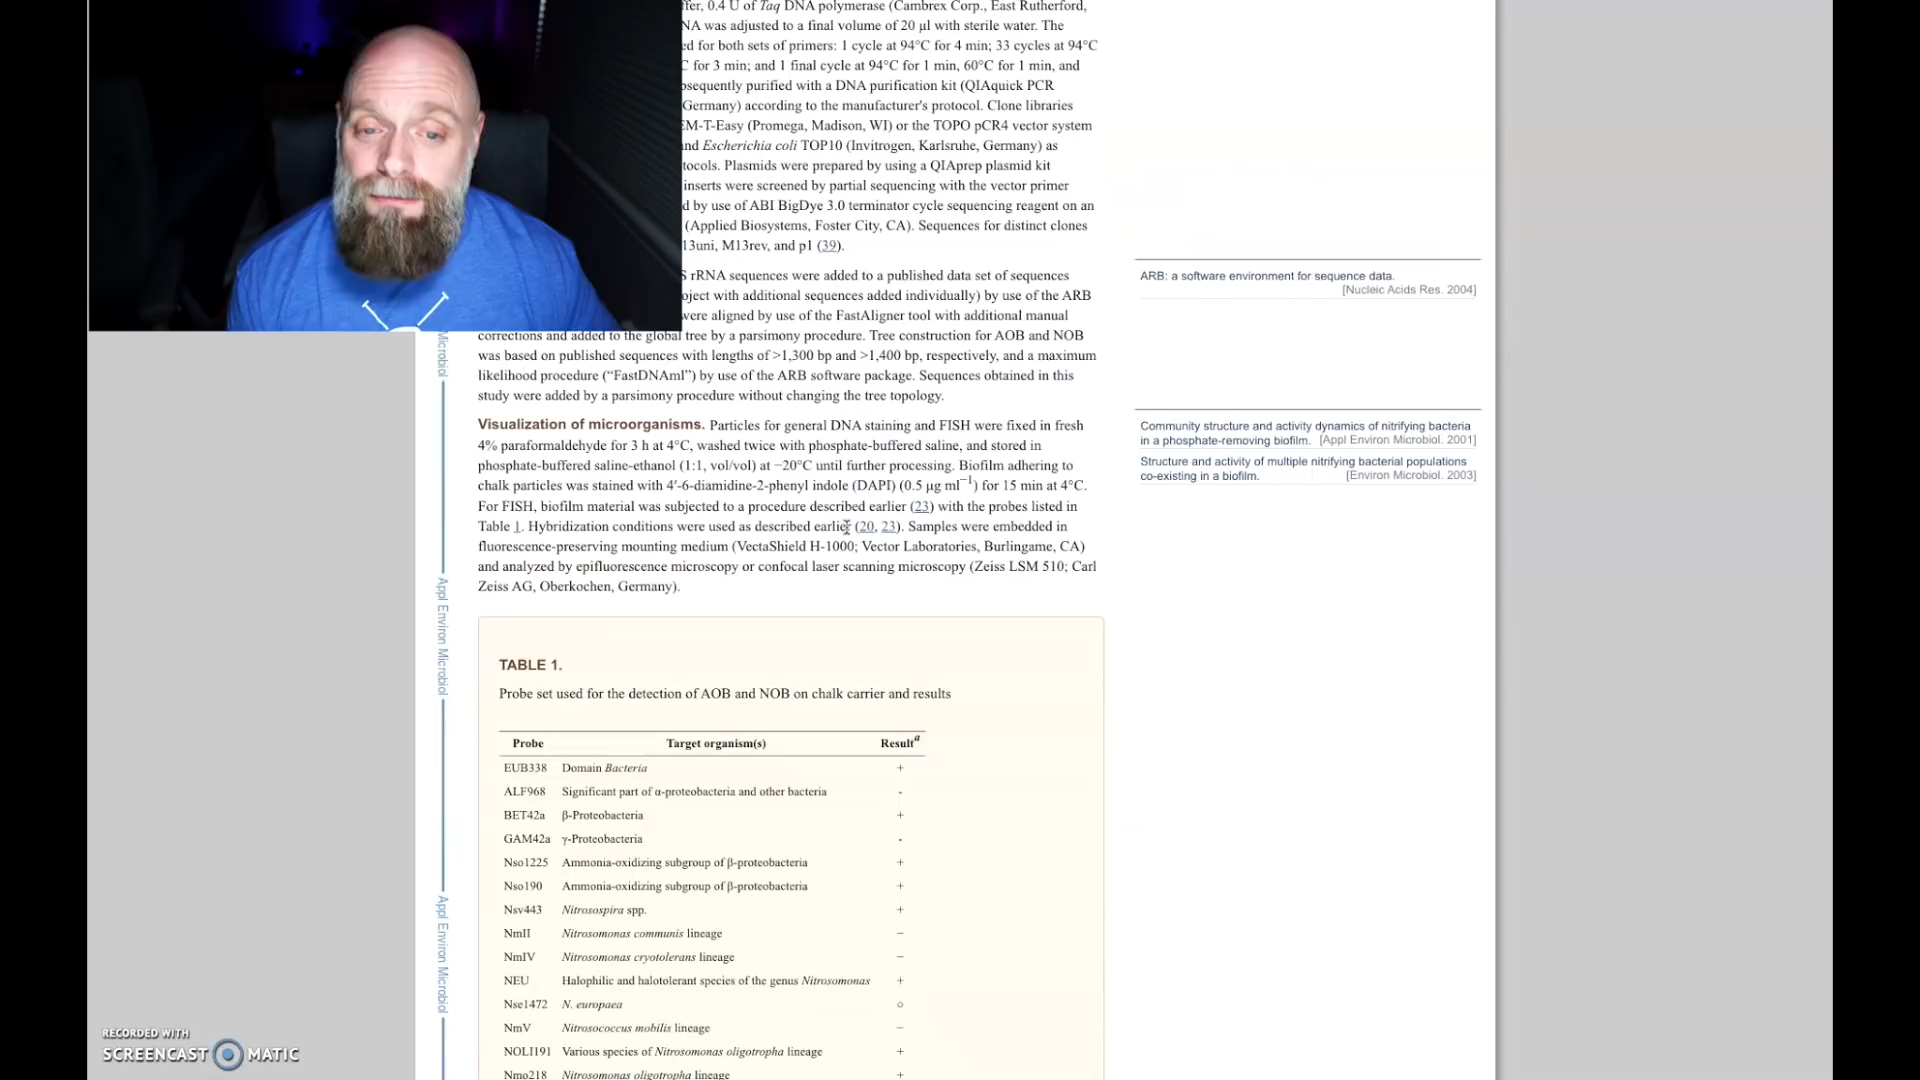 ffer, 0.4 U of Taq DNA polymerase (Cambrex Corp., East Rutherford,
NA was adjusted to a final volume of 20 μl with sterile water. The
ed for both sets of primers: 1 cycle at 94°C for 4 min; 33 cycles at 94°C
C for 3 min; and 1 final cycle at 94°C for 1 min, 60°C for 1 min, and
bsequently purified with a DNA purification kit (QIAquick PCR
Germany) according to the manufacturer's protocol. Clone libraries
EM-T-Easy (Promega, Madison, WI) or the TOPO pCR4 vector system
and Escherichia coli TOP10 (Invitrogen, Karlsruhe, Germany) as
tocols. Plasmids were prepared by using a QIAprep plasmid kit
inserts were screened by partial sequencing with the vector primer
d by use of ABI BigDye 3.0 terminator cycle sequencing reagent on an
(Applied Biosystems, Foster City, CA). Sequences for distinct clones
13uni, M13rev, and p1 (39).
S rRNA sequences were added to a published data set of sequences
oject with additional sequences added individually) by use of the ARB
were aligned by use of the FastAligner tool with additional manual
corrections and added to the global tree by a parsimony procedure. Tree construction for AOB and NOB
was based on published sequences with lengths of >1,300 bp and >1,400 bp, respectively, and a maximum
likelihood procedure (“FastDNAml”) by use of the ARB software package. Sequences obtained in this
study were added by a parsimony procedure without changing the tree topology.
Visualization of microorganisms. Particles for general DNA staining and FISH were fixed in fresh
4% paraformaldehyde for 3 h at 4°C, washed twice with phosphate-buffered saline, and stored in
phosphate-buffered saline-ethanol (1:1, vol/vol) at −20°C until further processing. Biofilm adhering to
chalk particles was stained with 4′-6-diamidine-2-phenyl indole (DAPI) (0.5 μg ml−1) for 15 min at 4°C.
For FISH, biofilm material was subjected to a procedure described earlier (23) with the probes listed in
Table 1. Hybridization conditions were used as described earlier (20, 23). Samples were embedded in
fluorescence-preserving mounting medium (VectaShield H-1000; Vector Laboratories, Burlingame, CA)
and analyzed by epifluorescence microscopy or confocal laser scanning microscopy (Zeiss LSM 510; Carl
Zeiss AG, Oberkochen, Germany).
TABLE 1.
Probe set used for the detection of AOB and NOB on chalk carrier and results
Probe Target organism(s) Resulta
EUB338 Domain Bacteria +
ALF968 Significant part of α-proteobacteria and other bacteria -
BET42a β-Proteobacteria +
GAM42a γ-Proteobacteria -
Nso1225 Ammonia-oxidizing subgroup of β-proteobacteria +
Nso190 Ammonia-oxidizing subgroup of β-proteobacteria +
Nsv443 Nitrosospira spp. +
NmII Nitrosomonas communis lineage −
NmIV Nitrosomonas cryotolerans lineage −
NEU Halophilic and halotolerant species of the genus Nitrosomonas +
Nse1472 N. europaea ○
NmV Nitrosococcus mobilis lineage −
NOLI191 Various species of Nitrosomonas oligotropha lineage +
Nmo218 Nitrosomonas oligotropha lineage +
ARB: a software environment for sequence data.
[Nucleic Acids Res. 2004]
Community structure and activity dynamics of nitrifying bacteria
in a phosphate-removing biofilm. [Appl Environ Microbiol. 2001]
Structure and activity of multiple nitrifying bacterial populations
co-existing in a biofilm. [Environ Microbiol. 2003]
Microbiol
Appl Environ Microbiol
Appl Environ Microbiol
RECORDED WITH
SCREENCAST MATIC